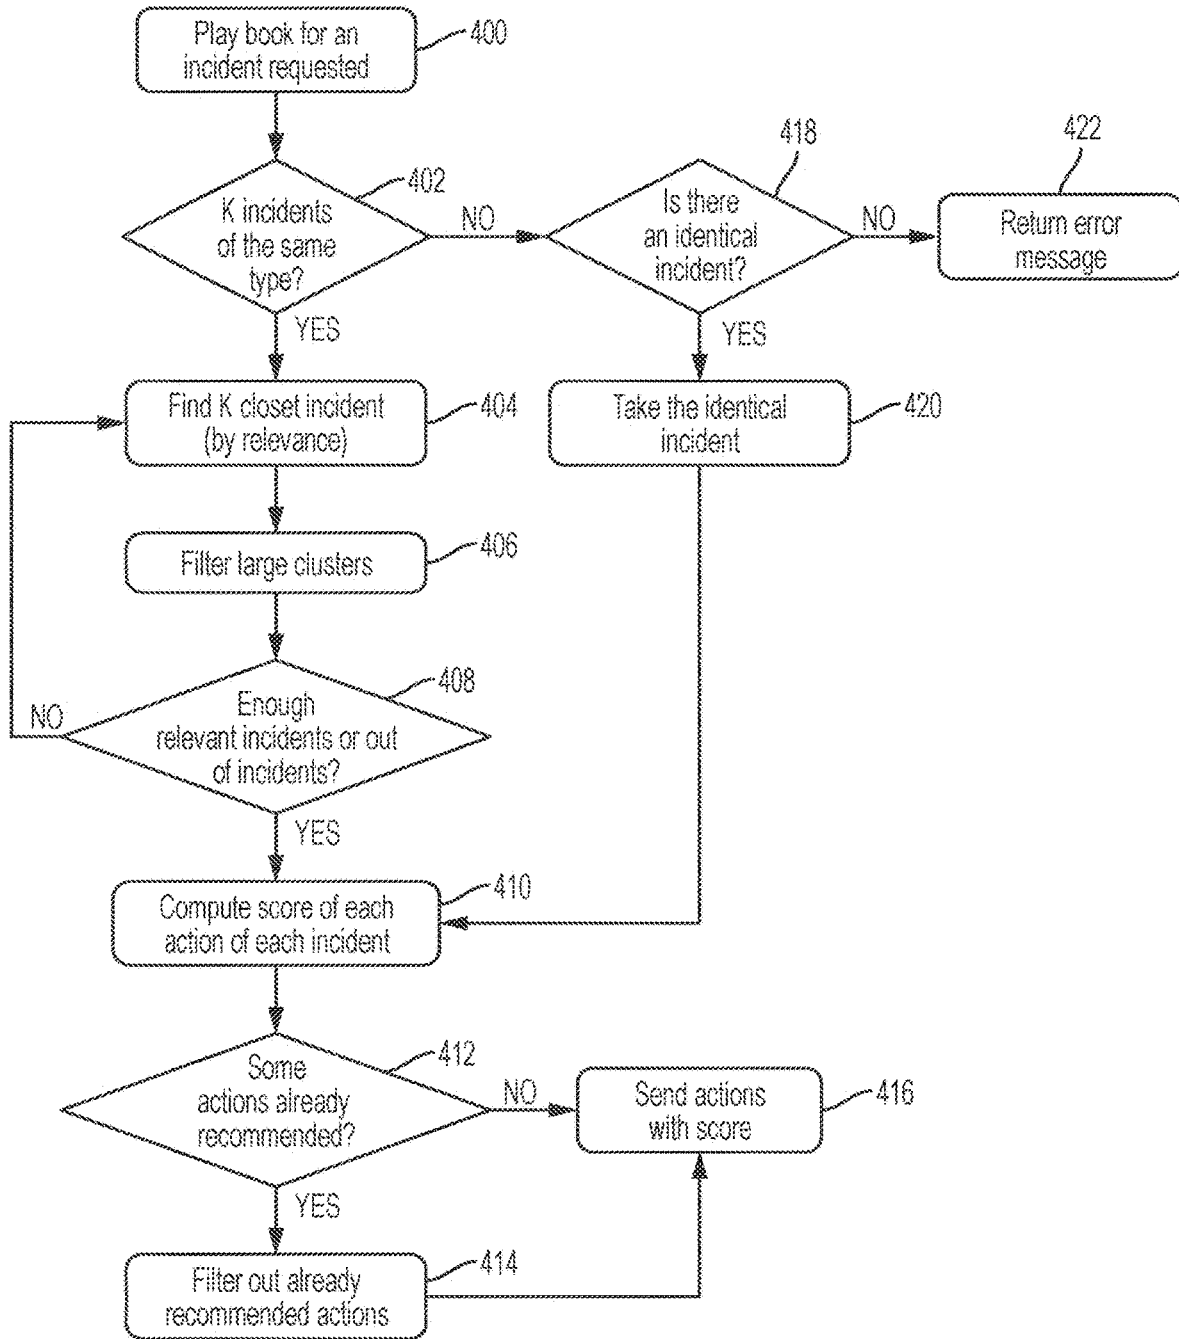 Play book for an
incident requested
400
402
K incidents
of the same
type?
NO
YES
418
Is there
an identical
incident?
NO
YES
422
Return error
message
Find K closet incident
(by relevance)
404
Take the identical
incident
420
Filter large clusters
406
408
Enough
relevant incidents or out
of incidents?
NO
YES
Compute score of each
action of each incident
410
412
Some
actions already
recommended?
NO
YES
Send actions
with score
416
Filter out already
recommended actions
414